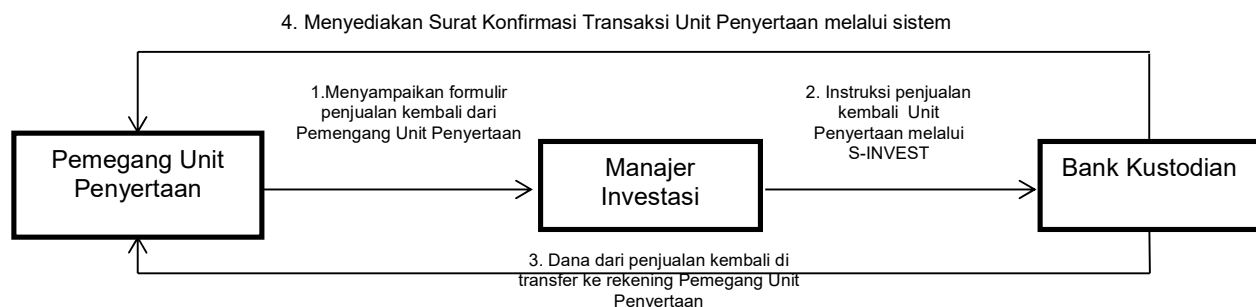 4. Menyediakan Surat Konfirmasi Transaksi Unit Penyertaan melalui sistem
1.Menyampaikan formulir
penjualan kembali dari
Pemengang Unit Penyertaan
2. Instruksi penjualan
kembali Unit
Penyertaan melalui
S-INVEST
Pemegang Unit
Penyertaan
Manajer
Investasi
Bank Kustodian
3. Dana dari penjualan kembali di
transfer ke rekening Pemegang Unit
Penyertaan